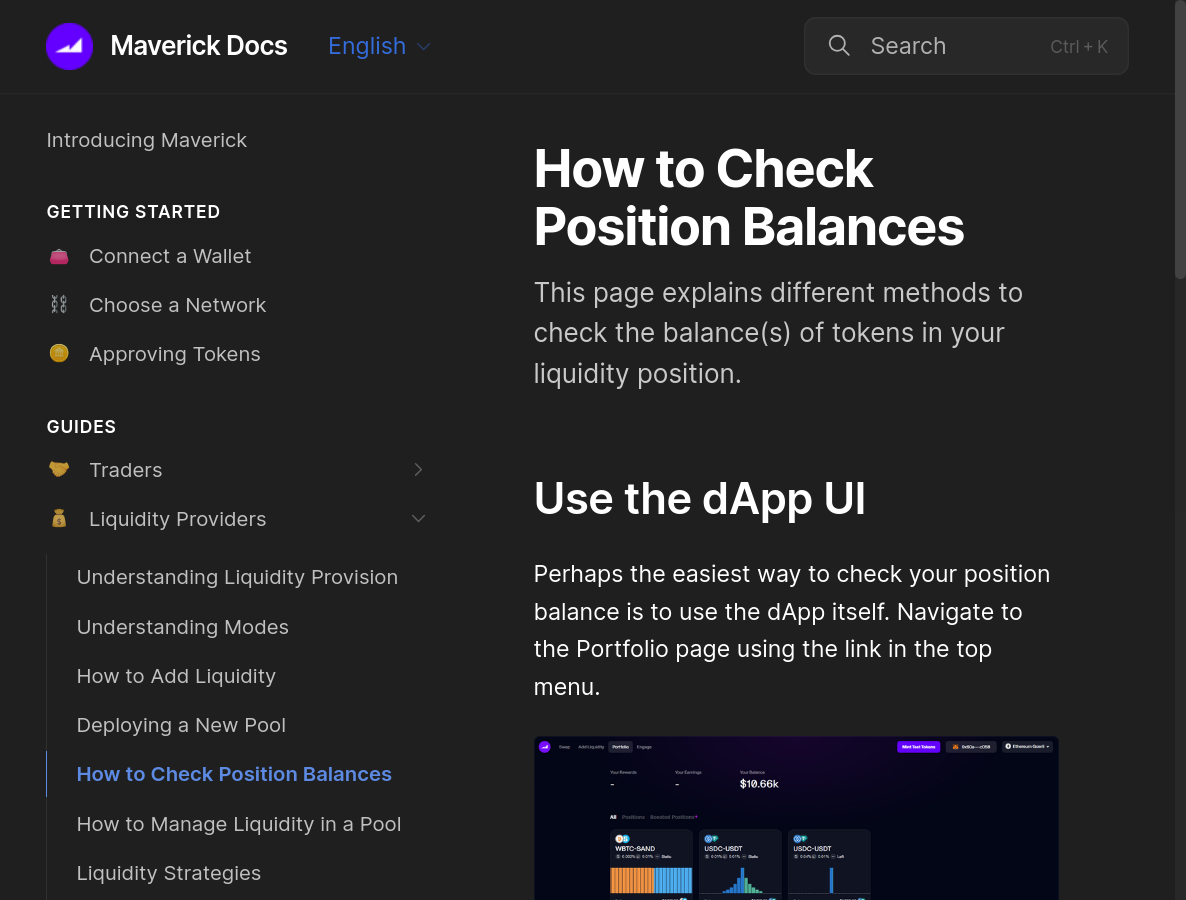 Maverick Docs
English
Search
Ctrl + K
Introducing Maverick
GETTING STARTED
Connect a Wallet
Choose a Network
Approving Tokens
GUIDES
Traders
Liquidity Providers
Understanding Liquidity Provision
Understanding Modes
How to Add Liquidity
Deploying a New Pool
How to Check Position Balances
How to Manage Liquidity in a Pool
Liquidity Strategies
How to Check
Position Balances
This page explains different methods to
check the balance(s) of tokens in your
liquidity position.
Use the dApp UI
Perhaps the easiest way to check your position
balance is to use the dApp itself. Navigate to
the Portfolio page using the link in the top
menu.
Swap
Add Liquidity
Portfolio
Engage
Mint Test Tokens
Ethereum Goerli
Your Rewards
Your Earnings
Your Balance
-
-
$10.66k
All
Positions
Boosted Positions
WBTC-SAND
USDC-USDT
USDC-USDT
Static
Static
Left